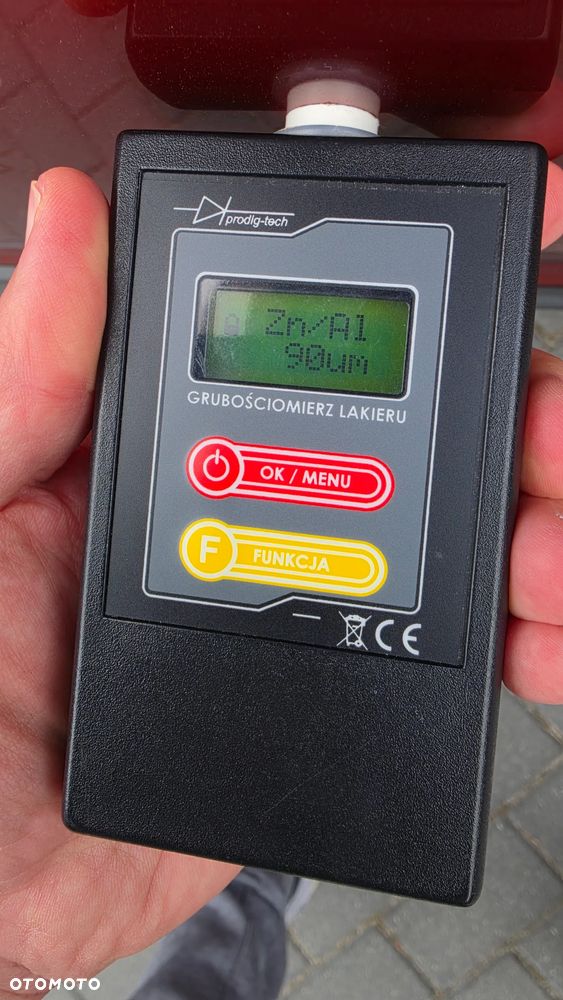 prodig-tech
Zn/Al
90um
GRUBOŚCIOMIERZ LAKIERU
OK / MENU
F FUNKCJA
CE
OTOMOTO